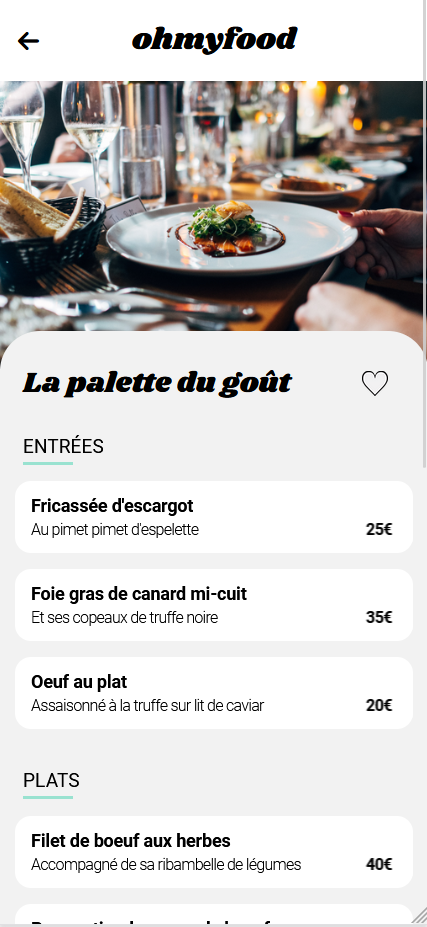 ohmyfood
La palette du goût
ENTRÉES
Fricassée d'escargot
Au pimet pimet d'espelette
25€
Foie gras de canard mi-cuit
Et ses copeaux de truffe noire
35€
Oeuf au plat
Assaisonné à la truffe sur lit de caviar
20€
PLATS
Filet de boeuf aux herbes
Accompagné de sa ribambelle de légumes
40€